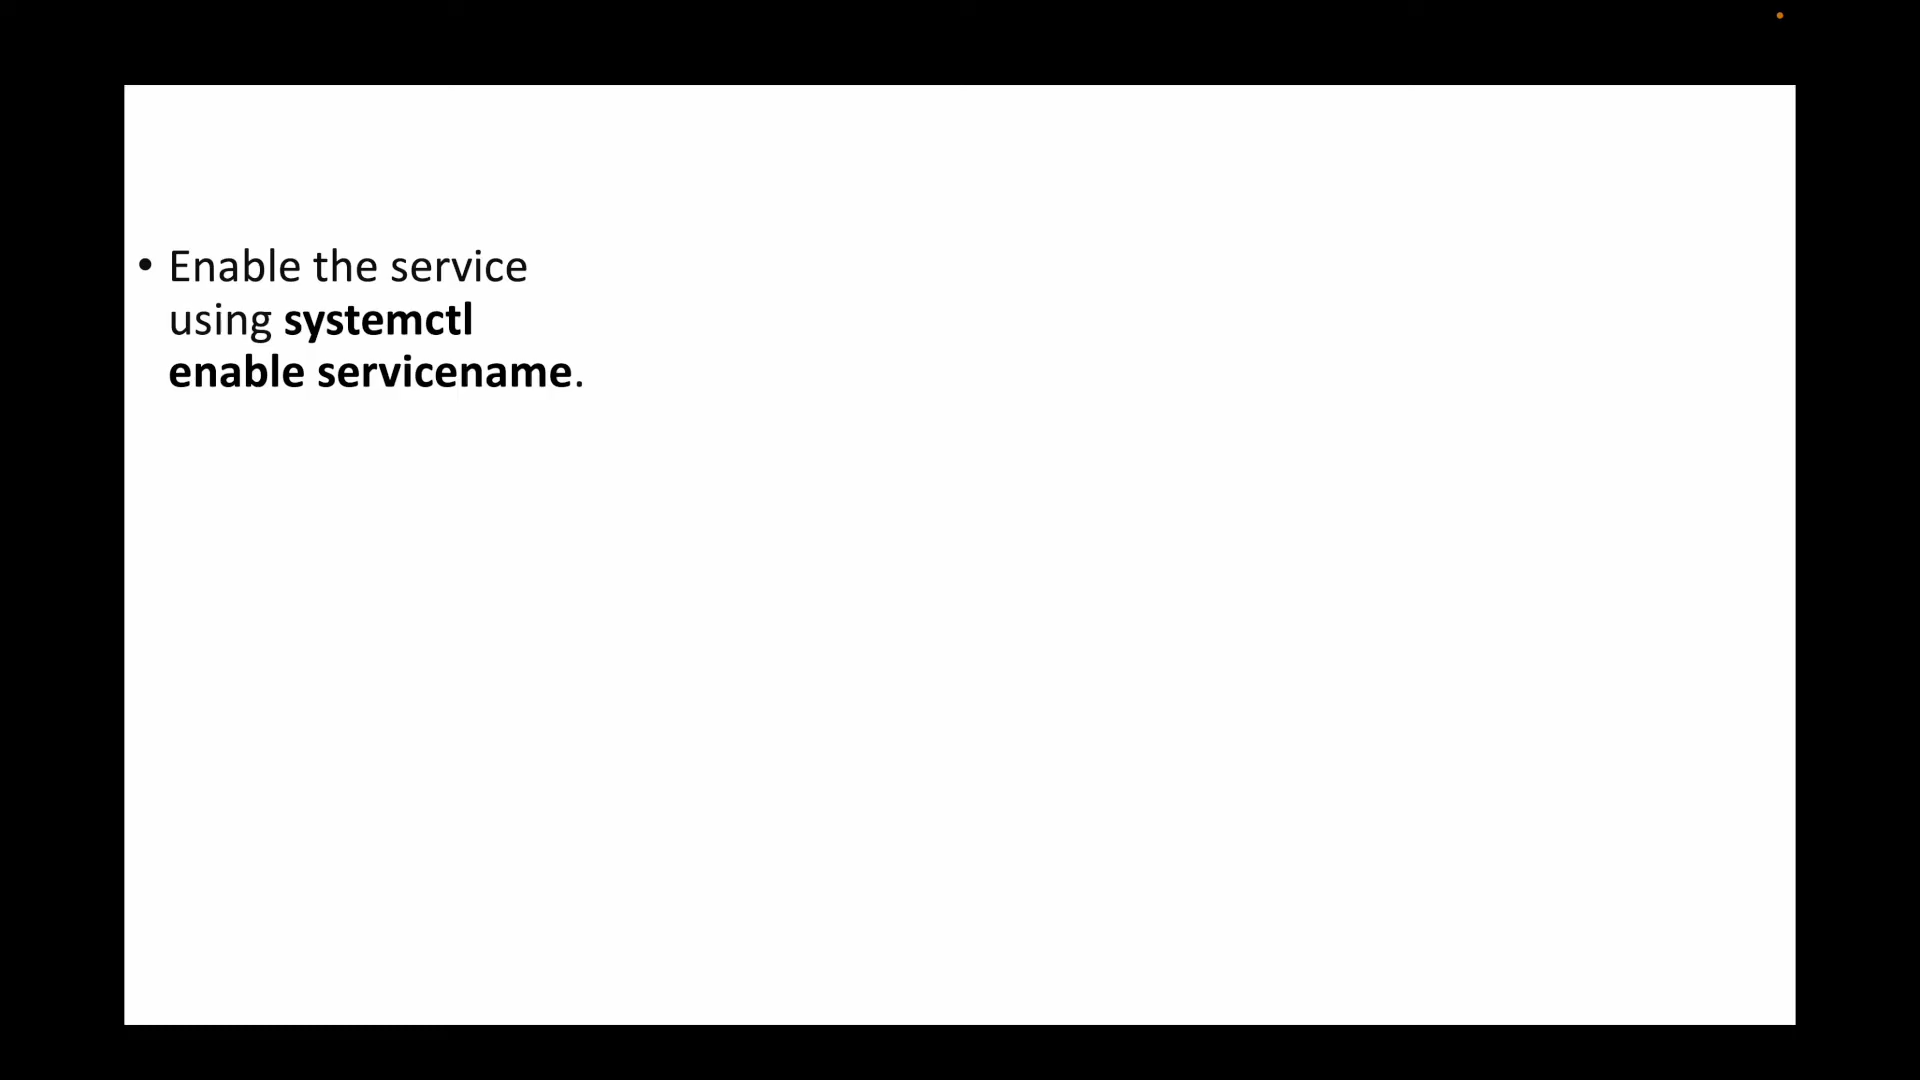 • Enable the service
using systemctl
enable servicename.